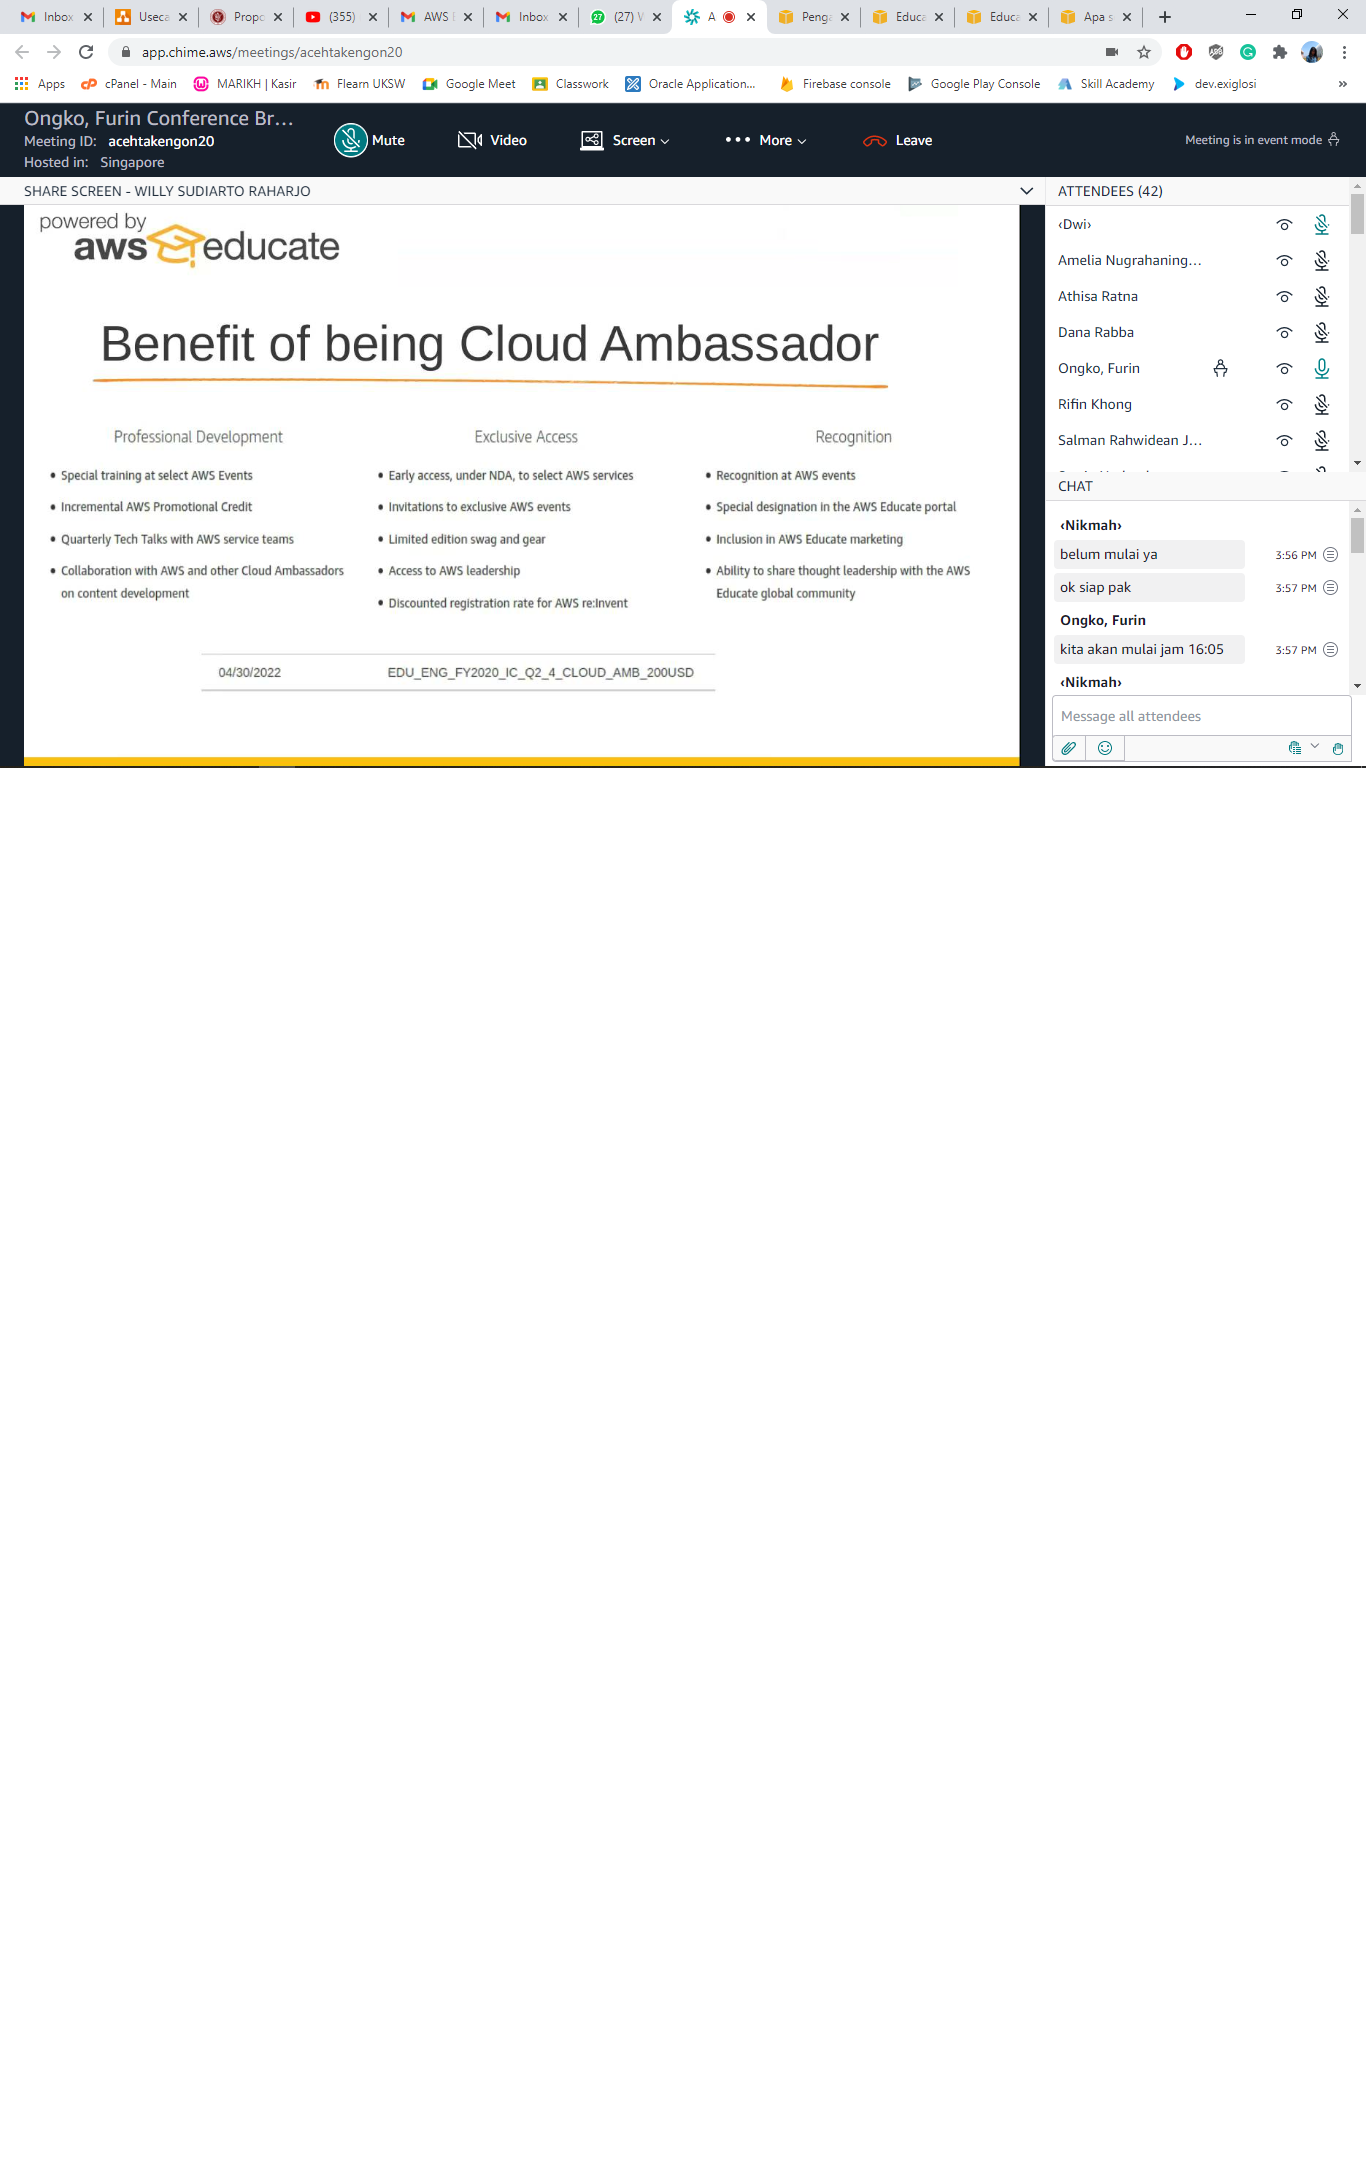 Inbox
Useca
Propo
(355)
AWS
Inbox
(27)
A
Peng
Educa
Educa
Apa s
app.chime.aws/meetings/acehtakengon20
Apps
cPanel - Main
MARIKH | Kasir
Flearn UKSW
Google Meet
Classwork
Oracle Application...
Firebase console
Google Play Console
Skill Academy
dev.exiglosi
»
Ongko, Furin Conference Br...
Meeting ID: acehtakengon20
Hosted in: Singapore
Mute
Video
Screen
More
Leave
Meeting is in event mode
SHARE SCREEN - WILLY SUDIARTO RAHARJO
powered by
aws educate
Benefit of being Cloud Ambassador
Professional Development
• Special training at select AWS Events
• Incremental AWS Promotional Credit
• Quarterly Tech Talks with AWS service teams
• Collaboration with AWS and other Cloud Ambassadors
on content development
Exclusive Access
• Early access, under NDA, to select AWS services
• Invitations to exclusive AWS events
• Limited edition swag and gear
• Access to AWS leadership
• Discounted registration rate for AWS re:Invent
Recognition
• Recognition at AWS events
• Special designation in the AWS Educate portal
• Inclusion in AWS Educate marketing
• Ability to share thought leadership with the AWS
Educate global community
04/30/2022 EDU_ENG_FY2020_IC_Q2_4_CLOUD_AMB_200USD
ATTENDEES (42)
‹Dwi›
Amelia Nugrahaning...
Athisa Ratna
Dana Rabba
Ongko, Furin
Rifin Khong
Salman Rahwidean J...
CHAT
‹Nikmah›
belum mulai ya 3:56 PM
ok siap pak 3:57 PM
Ongko, Furin
kita akan mulai jam 16:05 3:57 PM
‹Nikmah›
Message all attendees